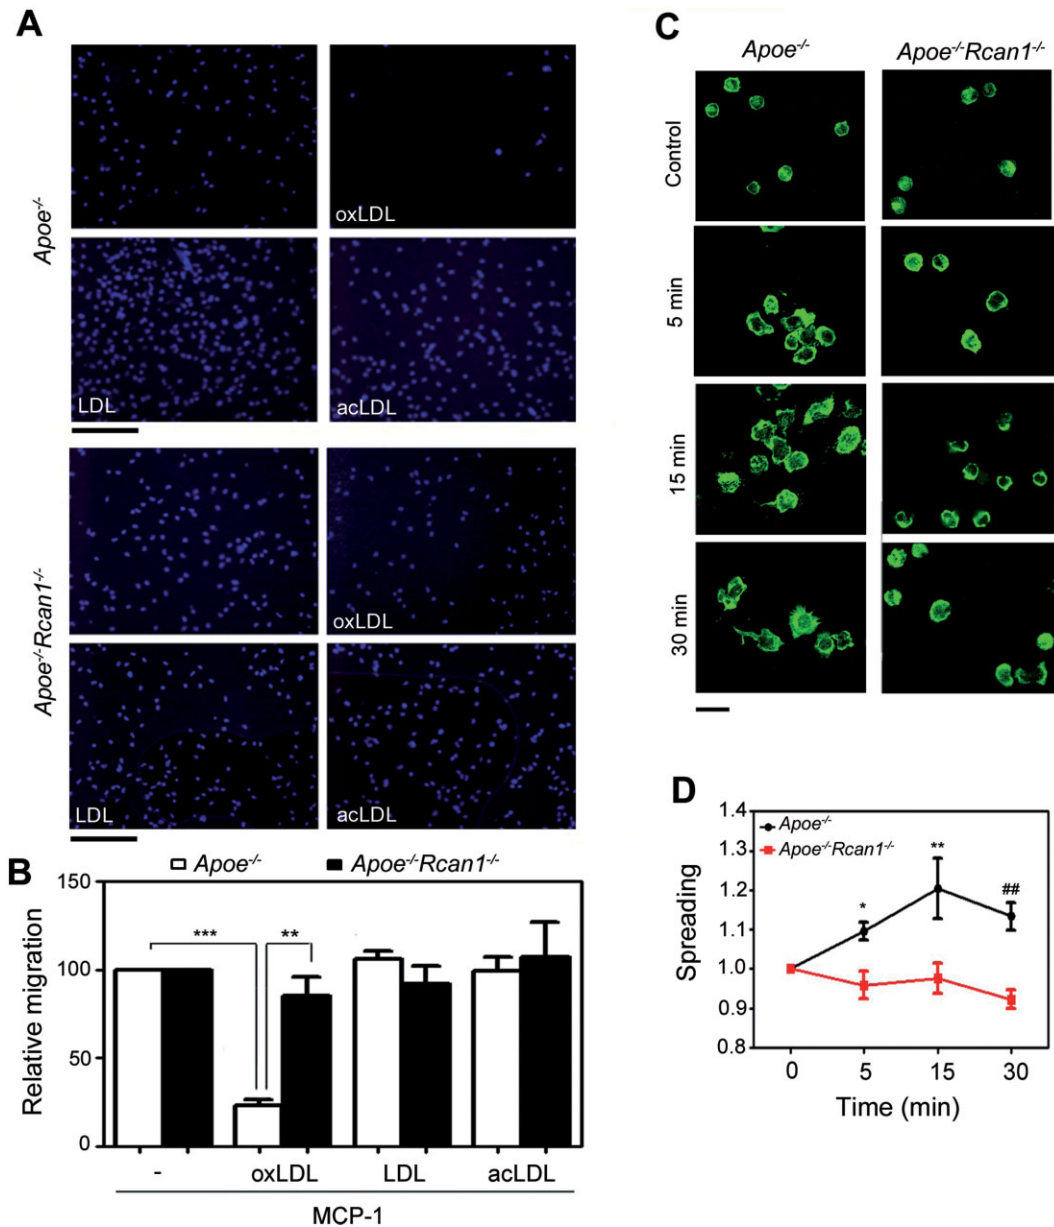 A
Apoe-/-
oxLDL
LDL
acLDL
Apoe-/-Rcan1-/-
oxLDL
LDL
acLDL
B
Apoe-/-
Apoe-/-Rcan1-/-
Relative migration
150
100
50
0
***
**
-
oxLDL
LDL
acLDL
MCP-1
C
Apoe-/-
Apoe-/-Rcan1-/-
Control
5 min
15 min
30 min
D
Spreading
1.4
1.3
1.2
1.1
1.0
0.9
0.8
Apoe-/-
Apoe-/-Rcan1-/-
*
**
##
0
5
15
30
Time (min)